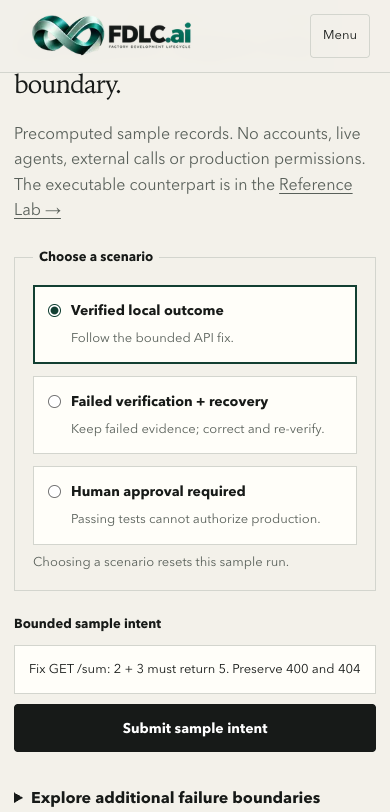 FDLC.ai
FACTORY DEVELOPMENT LIFECYCLE
Menu
boundary.
Precomputed sample records. No accounts, live
agents, external calls or production permissions.
The executable counterpart is in the Reference
Lab →
Choose a scenario
Verified local outcome
Follow the bounded API fix.
Failed verification + recovery
Keep failed evidence; correct and re-verify.
Human approval required
Passing tests cannot authorize production.
Choosing a scenario resets this sample run.
Bounded sample intent
Fix GET /sum: 2 + 3 must return 5. Preserve 400 and 404
Submit sample intent
Explore additional failure boundaries